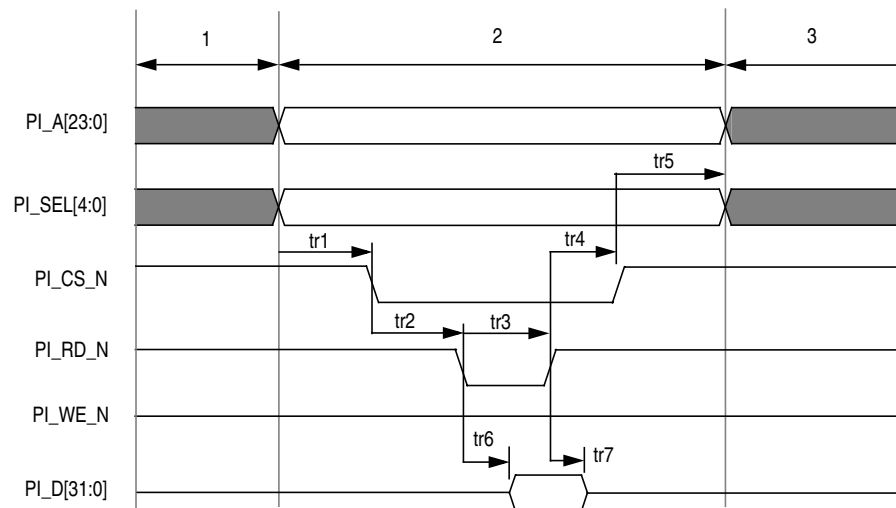 1 2 3
PI_A[23:0]
tr5
PI_SEL[4:0]
tr1 tr4
PI_CS_N
tr2 tr3
PI_RD_N
PI_WE_N
tr6 tr7
PI_D[31:0]